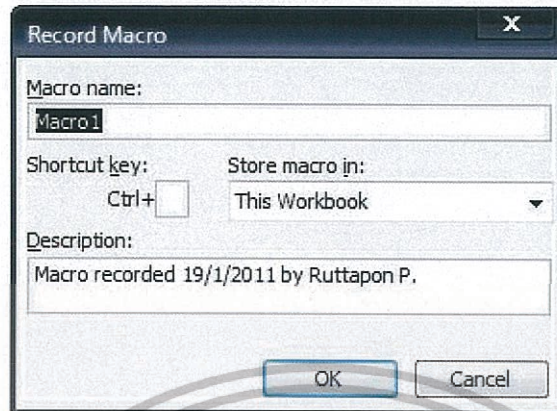 Record Macro
X
Macro name:
Macro1
Shortcut key:
Store macro in:
Ctrl+
This Workbook
Description:
Macro recorded 19/1/2011 by Ruttapon P.
OK
Cancel